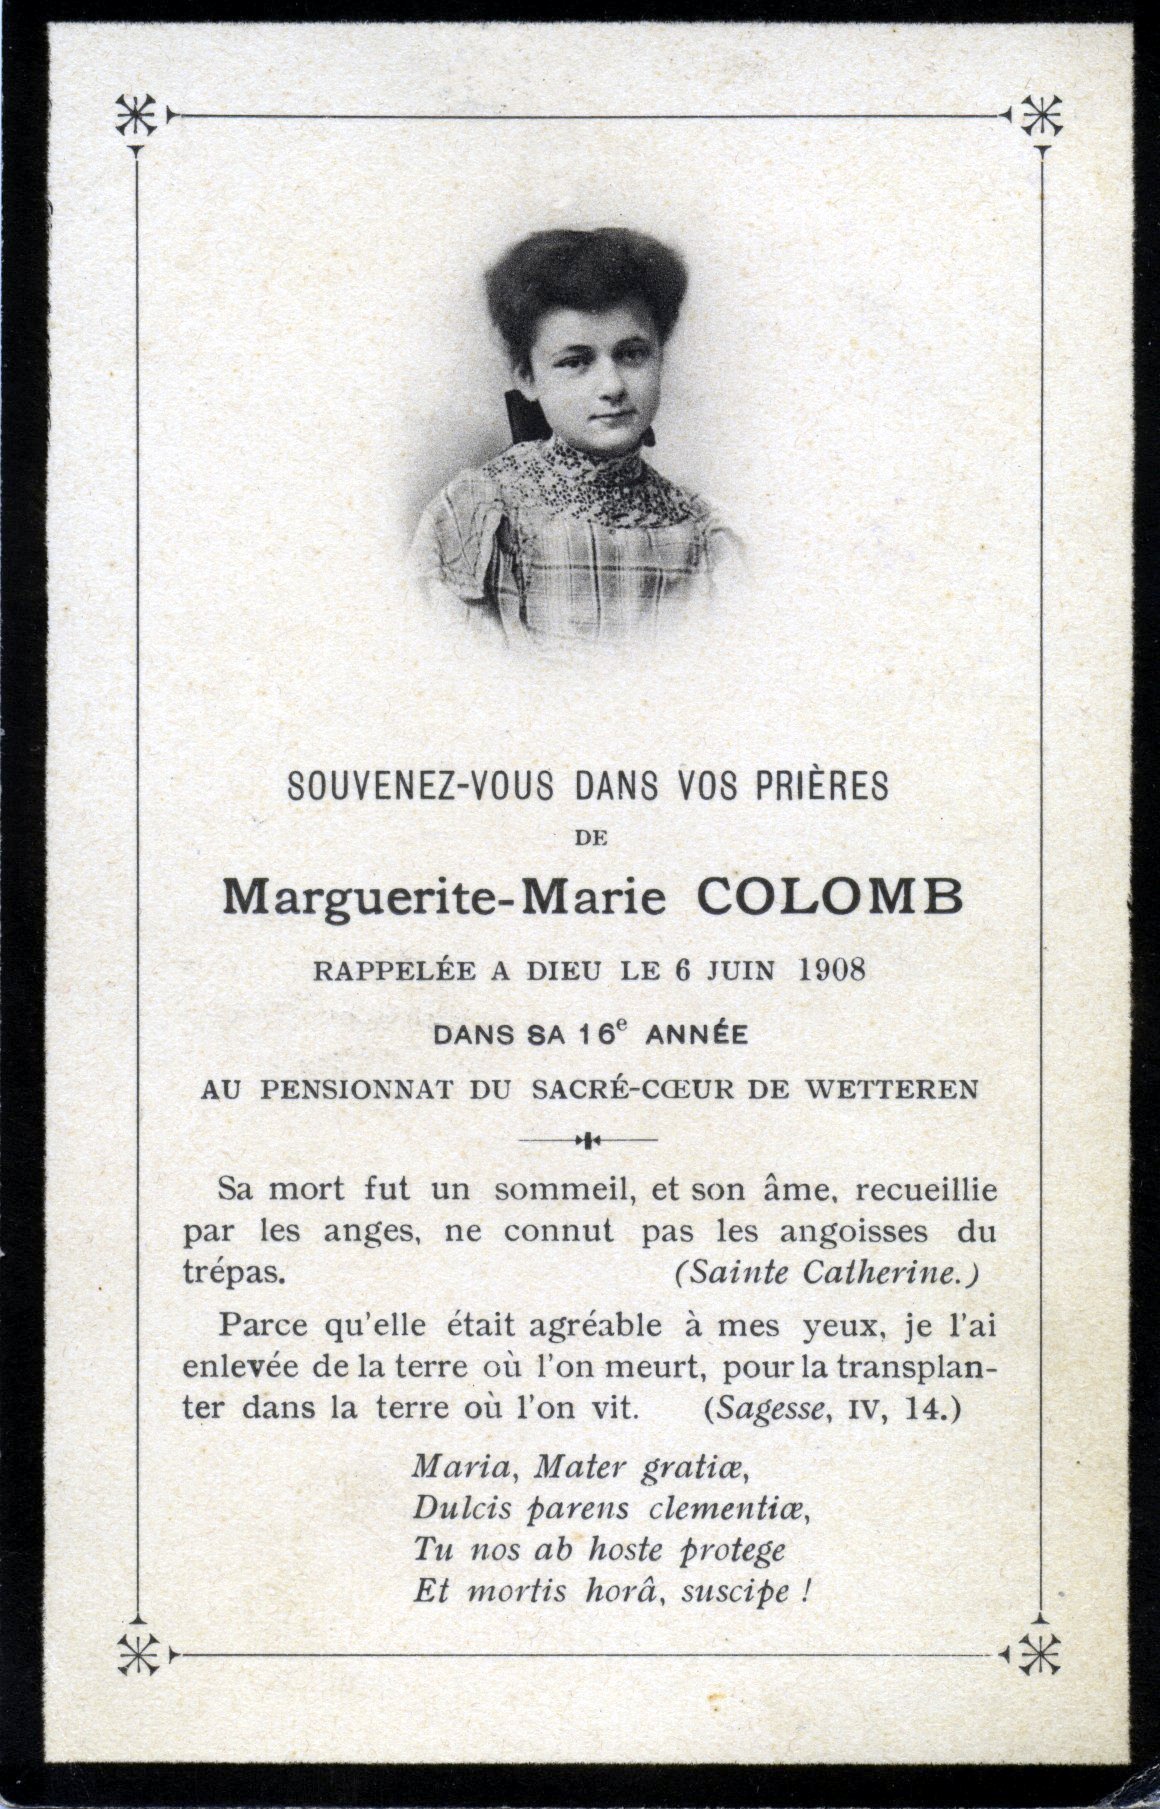 SOUVENEZ-VOUS DANS VOS PRIÈRES
DE
Marguerite-Marie COLOMB
RAPPELÉE A DIEU LE 6 JUIN 1908
DANS SA 16e ANNÉE
AU PENSIONNAT DU SACRÉ-CŒUR DE WETTEREN
Sa mort fut un sommeil, et son âme, recueillie
par les anges, ne connut pas les angoisses du
trépas. (Sainte Catherine.)
Parce qu'elle était agréable à mes yeux, je l'ai
enlevée de la terre où l'on meurt, pour la transplan-
ter dans la terre où l'on vit. (Sagesse, IV, 14.)
Maria, Mater gratiæ,
Dulcis parens clementiæ,
Tu nos ab hoste protege
Et mortis horâ, suscipe !